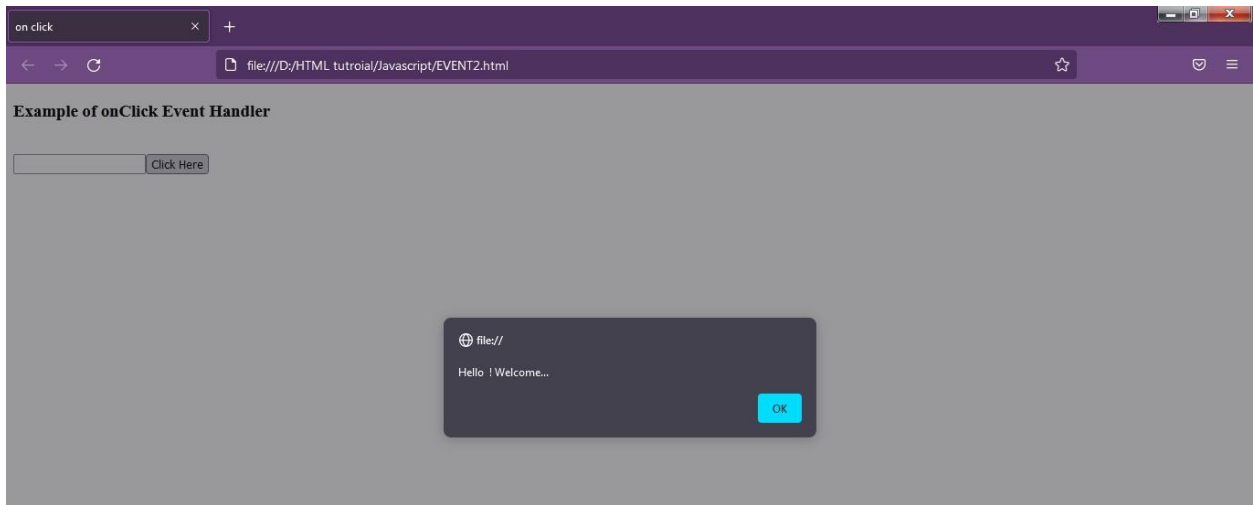 on click
file:///D:/HTML tutroial/Javascript/EVENT2.html
Example of onClick Event Handler
Click Here
file://
Hello ! Welcome...
OK